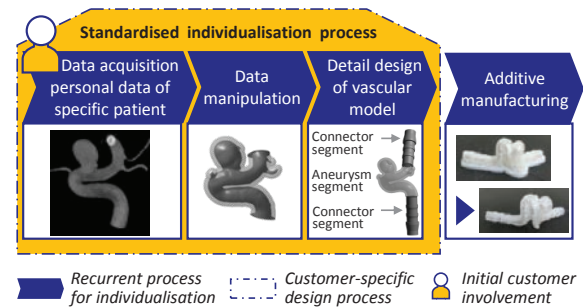 Standardised individualisation process
Data acquisition
personal data of
specific patient
Data
manipulation
Detail design
of vascular
model
Additive
manufacturing
Connector
segment
Aneurysm
segment
Connector
segment
Recurrent process
for individualisation
Customer-specific
design process
Initial customer
involvement